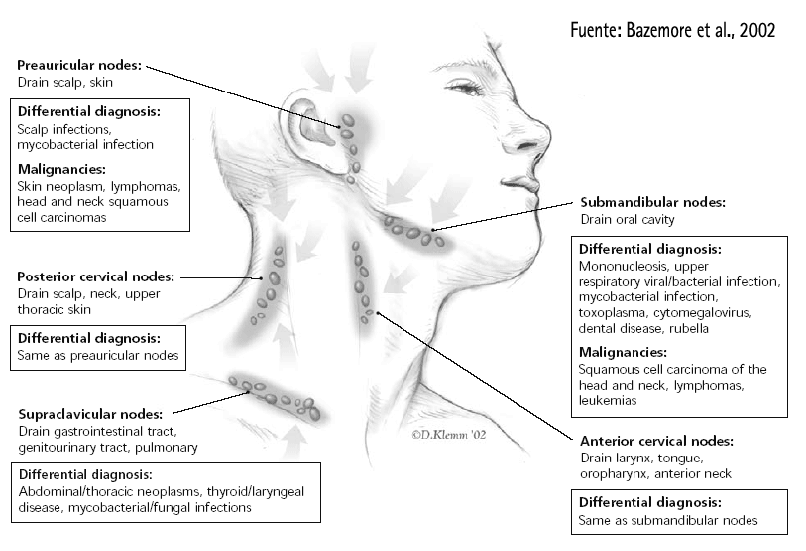 Fuente: Bazemore et al., 2002
Preauricular nodes:
Drain scalp, skin
Differential diagnosis:
Scalp infections,
mycobacterial infection
Malignancies:
Skin neoplasm, lymphomas,
head and neck squamous
cell carcinomas
Posterior cervical nodes:
Drain scalp, neck, upper
thoracic skin
Differential diagnosis:
Same as preauricular nodes
Supraclavicular nodes:
Drain gastrointestinal tract,
genitourinary tract, pulmonary
Differential diagnosis:
Abdominal/thoracic neoplasms, thyroid/laryngeal
disease, mycobacterial/fungal infections
Submandibular nodes:
Drain oral cavity
Differential diagnosis:
Mononucleosis, upper
respiratory viral/bacterial infection,
mycobacterial infection,
toxoplasma, cytomegalovirus,
dental disease, rubella
Malignancies:
Squamous cell carcinoma of the
head and neck, lymphomas,
leukemias
©D.Klemm '02
Anterior cervical nodes:
Drain larynx, tongue,
oropharynx, anterior neck
Differential diagnosis:
Same as submandibular nodes